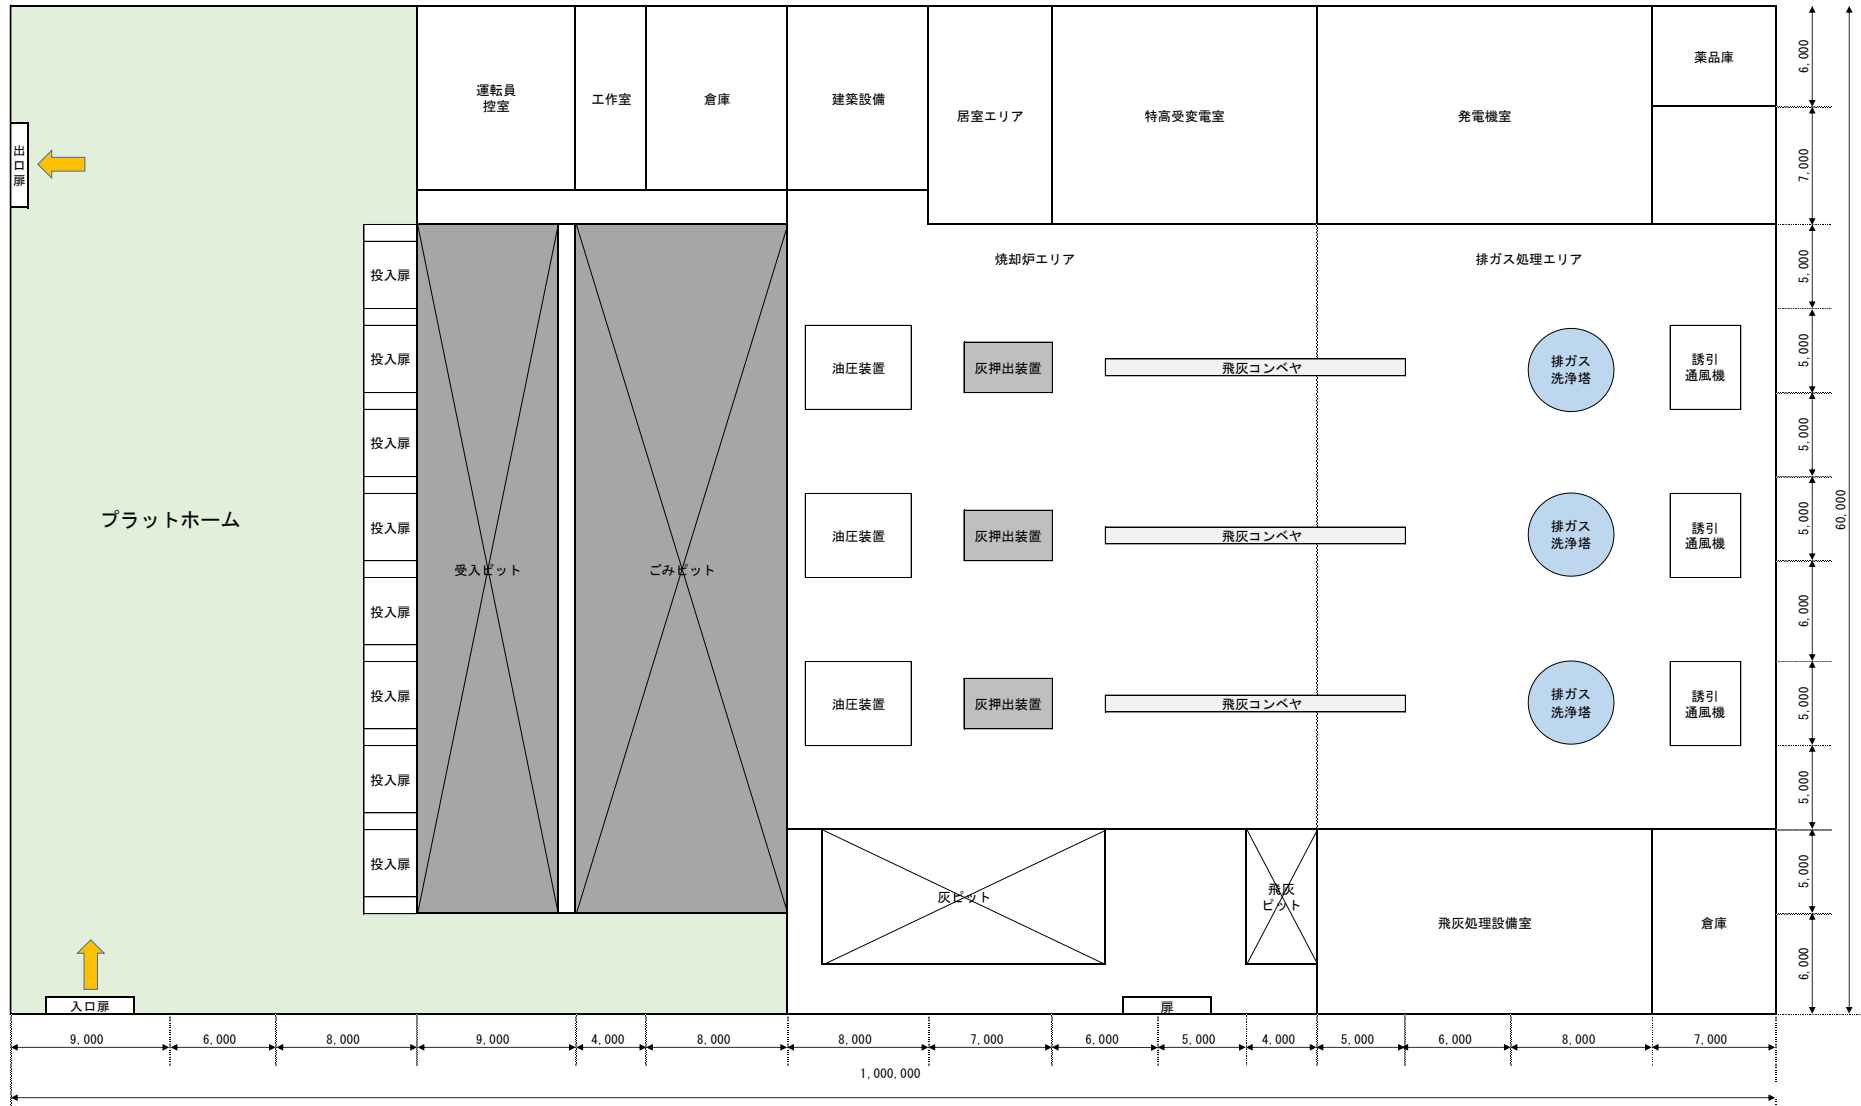 運転員
控室
工作室
倉庫
建築設備
居室エリア
特高受変電室
発電機室
薬品庫
出口扉
焼却炉エリア
排ガス処理エリア
投入扉
投入扉
投入扉
投入扉
投入扉
投入扉
投入扉
投入扉
プラットホーム
受入ピット
ごみピット
油圧装置
灰押出装置
飛灰コンベヤ
排ガス
洗浄塔
誘引
通風機
油圧装置
灰押出装置
飛灰コンベヤ
排ガス
洗浄塔
誘引
通風機
油圧装置
灰押出装置
飛灰コンベヤ
排ガス
洗浄塔
誘引
通風機
灰ピット
飛灰
ピット
飛灰処理設備室
倉庫
入口扉
扉
6,000
7,000
5,000
5,000
5,000
5,000
6,000
5,000
5,000
5,000
6,000
60,000
9,000
6,000
8,000
9,000
4,000
8,000
8,000
7,000
6,000
5,000
4,000
5,000
6,000
8,000
7,000
1,000,000